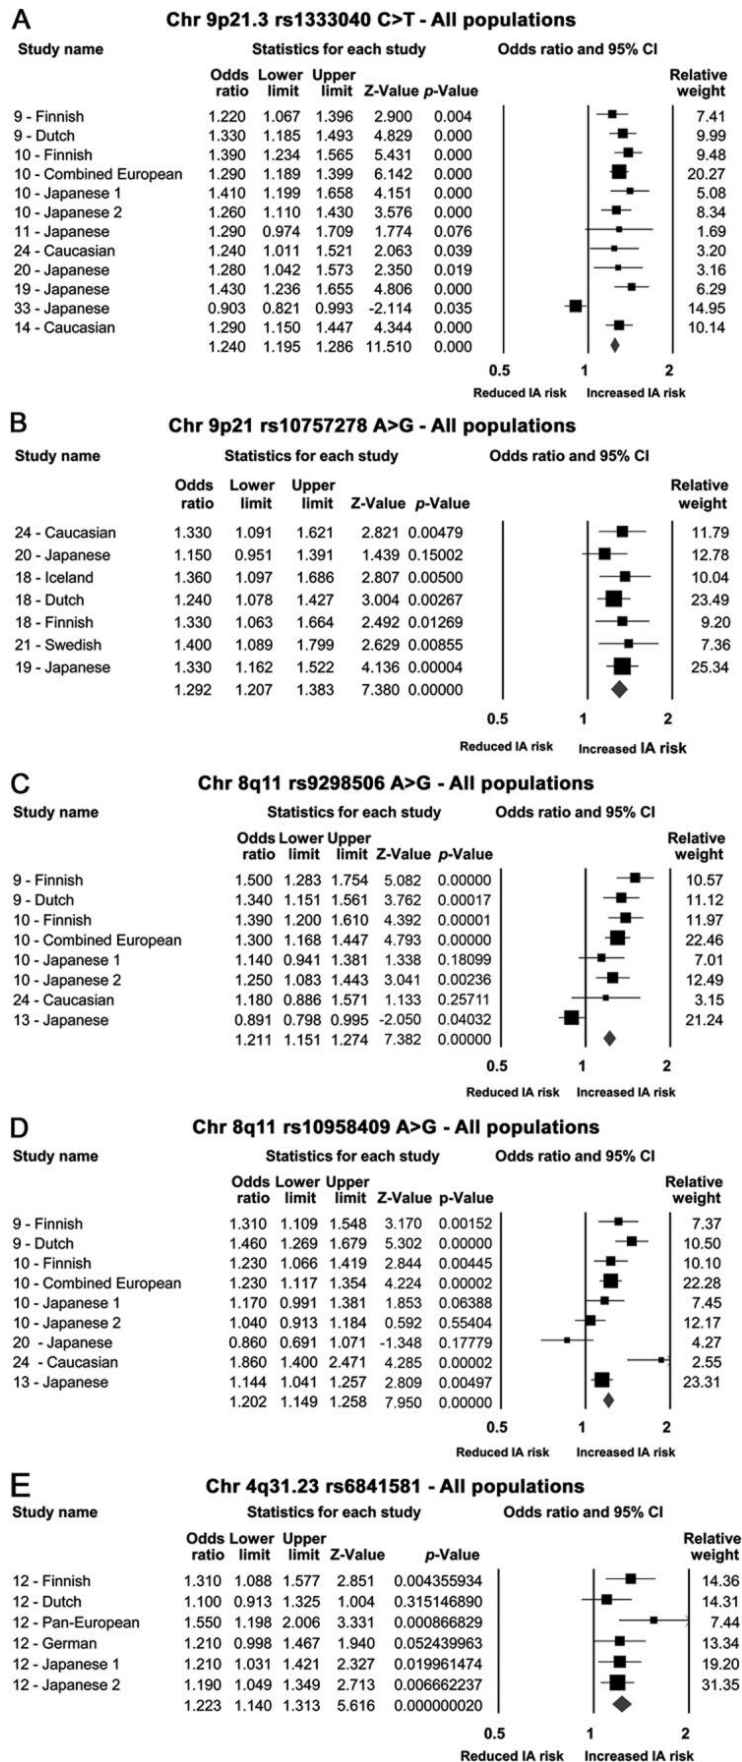 A
Chr 9p21.3 rs1333040 C>T - All populations
Study name Statistics for each study Odds ratio and 95% CI
Odds Lower Upper Relative
ratio limit limit Z-Value p-Value weight
9 - Finnish 1.220 1.067 1.396 2.900 0.004 7.41
9 - Dutch 1.330 1.185 1.493 4.829 0.000 9.99
10 - Finnish 1.390 1.234 1.565 5.431 0.000 9.48
10 - Combined European 1.290 1.189 1.399 6.142 0.000 20.27
10 - Japanese 1 1.410 1.199 1.658 4.151 0.000 5.08
10 - Japanese 2 1.260 1.110 1.430 3.576 0.000 8.34
11 - Japanese 1.290 0.974 1.709 1.774 0.076 1.69
24 - Caucasian 1.240 1.011 1.521 2.063 0.039 3.20
20 - Japanese 1.280 1.042 1.573 2.350 0.019 3.16
19 - Japanese 1.430 1.236 1.655 4.806 0.000 6.29
33 - Japanese 0.903 0.821 0.993 -2.114 0.035 14.95
14 - Caucasian 1.290 1.150 1.447 4.344 0.000 10.14
1.240 1.195 1.286 11.510 0.000
0.5 1 2
Reduced IA risk Increased IA risk
B
Chr 9p21 rs10757278 A>G - All populations
Study name Statistics for each study Odds ratio and 95% CI
Odds Lower Upper Relative
ratio limit limit Z-Value p-Value weight
24 - Caucasian 1.330 1.091 1.621 2.821 0.00479 11.79
20 - Japanese 1.150 0.951 1.391 1.439 0.15002 12.78
18 - Iceland 1.360 1.097 1.686 2.807 0.00500 10.04
18 - Dutch 1.240 1.078 1.427 3.004 0.00267 23.49
18 - Finnish 1.330 1.063 1.664 2.492 0.01269 9.20
21 - Swedish 1.400 1.089 1.799 2.629 0.00855 7.36
19 - Japanese 1.330 1.162 1.522 4.136 0.00004 25.34
1.292 1.207 1.383 7.380 0.00000
0.5 1 2
Reduced IA risk Increased IA risk
C
Chr 8q11 rs9298506 A>G - All populations
Study name Statistics for each study Odds ratio and 95% CI
Odds Lower Upper Relative
ratio limit limit Z-Value p-Value weight
9 - Finnish 1.500 1.283 1.754 5.082 0.00000 10.57
9 - Dutch 1.340 1.151 1.561 3.762 0.00017 11.12
10 - Finnish 1.390 1.200 1.610 4.392 0.00001 11.97
10 - Combined European 1.300 1.168 1.447 4.793 0.00000 22.46
10 - Japanese 1 1.140 0.941 1.381 1.338 0.18099 7.01
10 - Japanese 2 1.250 1.083 1.443 3.041 0.00236 12.49
24 - Caucasian 1.180 0.886 1.571 1.133 0.25711 3.15
13 - Japanese 0.891 0.798 0.995 -2.050 0.04032 21.24
1.211 1.151 1.274 7.382 0.00000
0.5 1 2
Reduced IA risk Increased IA risk
D
Chr 8q11 rs10958409 A>G - All populations
Study name Statistics for each study Odds ratio and 95% CI
Odds Lower Upper Relative
ratio limit limit Z-Value p-Value weight
9 - Finnish 1.310 1.109 1.548 3.170 0.00152 7.37
9 - Dutch 1.460 1.269 1.679 5.302 0.00000 10.50
10 - Finnish 1.230 1.066 1.419 2.844 0.00445 10.10
10 - Combined European 1.230 1.117 1.354 4.224 0.00002 22.28
10 - Japanese 1 1.170 0.991 1.381 1.853 0.06388 7.45
10 - Japanese 2 1.040 0.913 1.184 0.592 0.55404 12.17
20 - Japanese 0.860 0.691 1.071 -1.348 0.17779 4.27
24 - Caucasian 1.860 1.400 2.471 4.285 0.00002 2.55
13 - Japanese 1.144 1.041 1.257 2.809 0.00497 23.31
1.202 1.149 1.258 7.950 0.00000
0.5 1 2
Reduced IA risk Increased IA risk
E
Chr 4q31.23 rs6841581 - All populations
Study name Statistics for each study Odds ratio and 95% CI
Odds Lower Upper Relative
ratio limit limit Z-Value p-Value weight
12 - Finnish 1.310 1.088 1.577 2.851 0.004355934 14.36
12 - Dutch 1.100 0.913 1.325 1.004 0.315146890 14.31
12 - Pan-European 1.550 1.198 2.006 3.331 0.000866829 7.44
12 - German 1.210 0.998 1.467 1.940 0.052439963 13.34
12 - Japanese 1 1.210 1.031 1.421 2.327 0.019961474 19.20
12 - Japanese 2 1.190 1.049 1.349 2.713 0.006662237 31.35
1.223 1.140 1.313 5.616 0.000000020
0.5 1 2
Reduced IA risk Increased IA risk